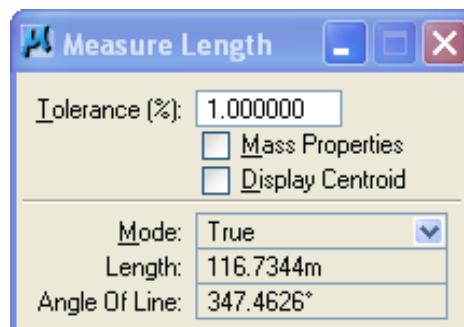 Measure Length
Tolerance (%): 1.000000
Mass Properties
Display Centroid
Mode: True
Length: 116.7344m
Angle Of Line: 347.4626°